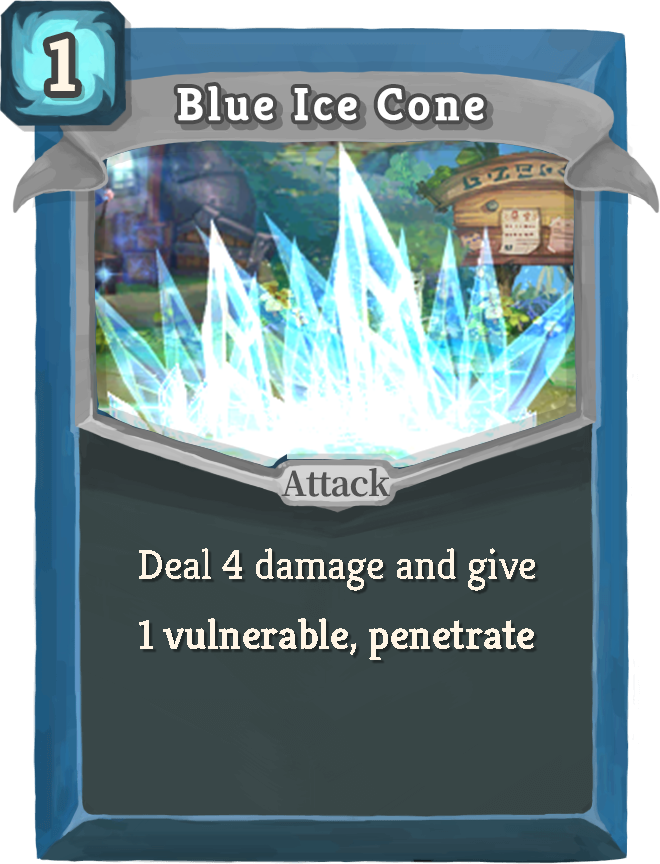 1
Blue Ice Cone
Attack
Deal 4 damage and give
1 vulnerable, penetrate